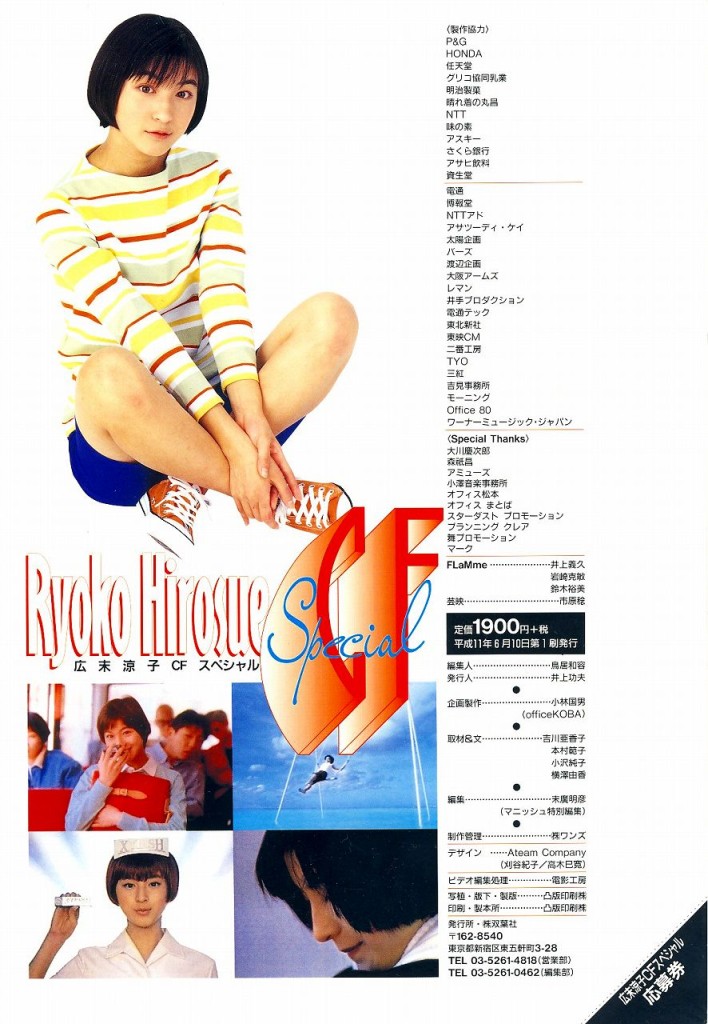 〈製作協力〉
P&G
HONDA
任天堂
グリコ協同乳業
明治製菓
晴れ着の丸昌
NTT
味の素
アスキー
さくら銀行
アサヒ飲料
資生堂
電通
博報堂
NTTアド
アサツーディ・ケイ
太陽企画
バーズ
渡辺企画
大阪アームズ
レマン
井手プロダクション
電通テック
東北新社
東映CM
二番工房
TYO
三紅
吉見事務所
モーニング
Office 80
ワーナーミュージック・ジャパン
〈Special Thanks〉
大川慶次郎
森祇晶
アミューズ
小澤音楽事務所
オフィス松本
オフィス まとば
スターダスト プロモーション
プランニング クレア
舞プロモーション
マーク
FLaMme…………………井上義久
岩崎克敏
鈴木裕美
芸映………………………市原稔
定価1900円+税
平成11年6月10日第1刷発行
編集人……………………鳥居和容
発行人……………………井上功夫
●
企画製作…………………小林国男
(officeKOBA)
●
取材&文…………………吉川亜香子
本村範子
小沢純子
横澤由香
●
編集………………………末廣明彦
(マニッシュ特別編集)
●
制作管理…………………㈱ワンズ
デザイン ……Ateam Company
(刈谷紀子/高木巳寛)
ビデオ編集処理…………電影工房
写植・版下・製版………凸版印刷㈱
印刷・製本所……………凸版印刷㈱
発行所・㈱双葉社
〒162-8540
東京都新宿区東五軒町3-28
TEL 03-5261-4818(営業部)
TEL 03-5261-0462(編集部)
Ryoko Hirosue
CF
Special
広末涼子 CF スペシャル
広末涼子CFスペシャル
応募券